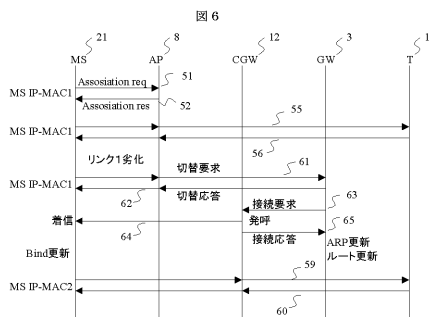 図6
21
8
12
3
1
MS
AP
CGW
GW
T
Assosiation req
51
MS IP-MAC1
Assosiation res
52
55
MS IP-MAC1
56
リンク1劣化
切替要求
61
MS IP-MAC1
62
切替応答
接続要求
63
着信
発呼
65
64
接続応答
ARP更新
Bind更新
ルート更新
59
MS IP-MAC2
60